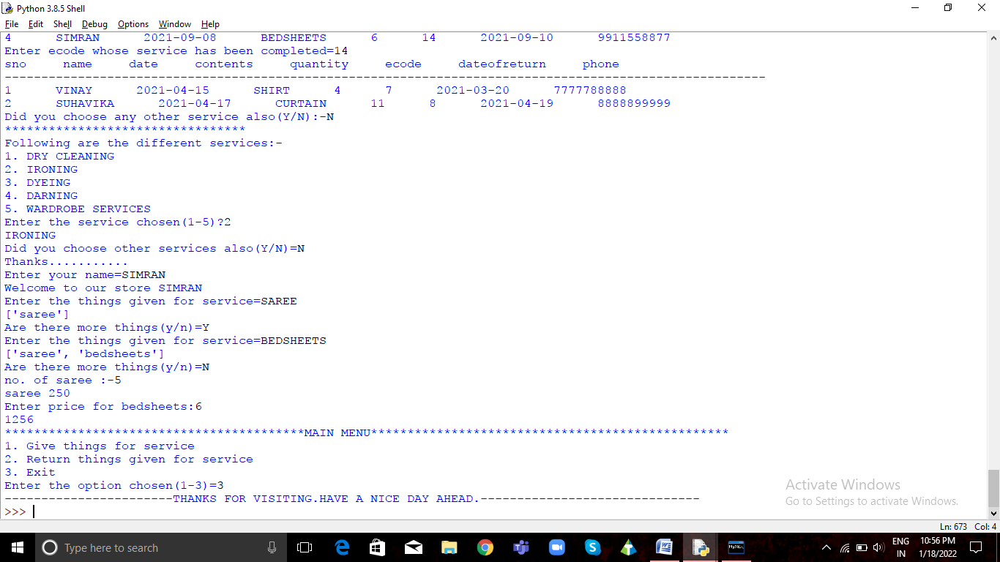 Python 3.8.5 Shell
File Edit Shell Debug Options Window Help
4 SIMRAN 2021-09-08 BEDSHEETS 6 14 2021-09-10 9911558877
Enter ecode whose service has been completed=14
sno name date contents quantity ecode dateofreturn phone
--------------------------------------------------------------------------------------------------------
1 VINAY 2021-04-15 SHIRT 4 7 2021-03-20 7777788888
2 SUHAVIKA 2021-04-17 CURTAIN 11 8 2021-04-19 8888899999
Did you choose any other service also(Y/N):-N
*********************************
Following are the different services:-
1. DRY CLEANING
2. IRONING
3. DYEING
4. DARNING
5. WARDROBE SERVICES
Enter the service chosen(1-5)?2
IRONING
Did you choose other services also(Y/N)=N
Thanks...........
Enter your name=SIMRAN
Welcome to our store SIMRAN
Enter the things given for service=SAREE
['saree']
Are there more things(y/n)=Y
Enter the things given for service=BEDSHEETS
['saree', 'bedsheets']
Are there more things(y/n)=N
no. of saree :-5
saree 250
Enter price for bedsheets:6
1256
*****************************************MAIN MENU*************************************************
1. Give things for service
2. Return things given for service
3. Exit
Enter the option chosen(1-3)=3
-----------------------THANKS FOR VISITING.HAVE A NICE DAY AHEAD.------------------------------
>>>
Activate Windows
Go to Settings to activate Windows.
Ln: 673 Col: 4
Type here to search
ENG
IN
10:56 PM
1/18/2022